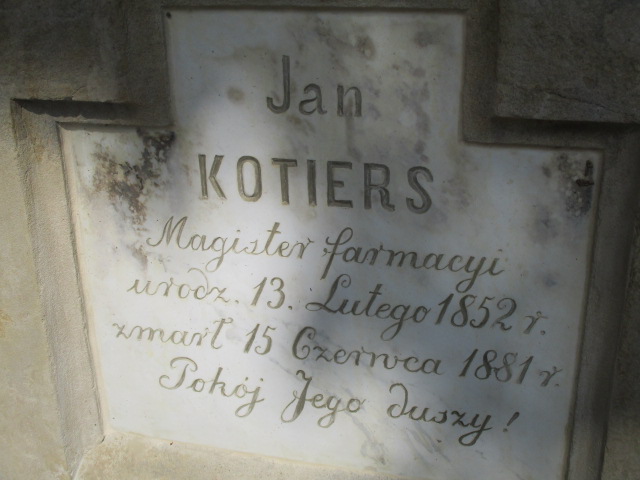 Jan
KOTIERS
Magister farmacyi
urodz. 13. Lutego 1852 r.
zmarł 15 Czerwca 1881 r.
Pokój Jego duszy!